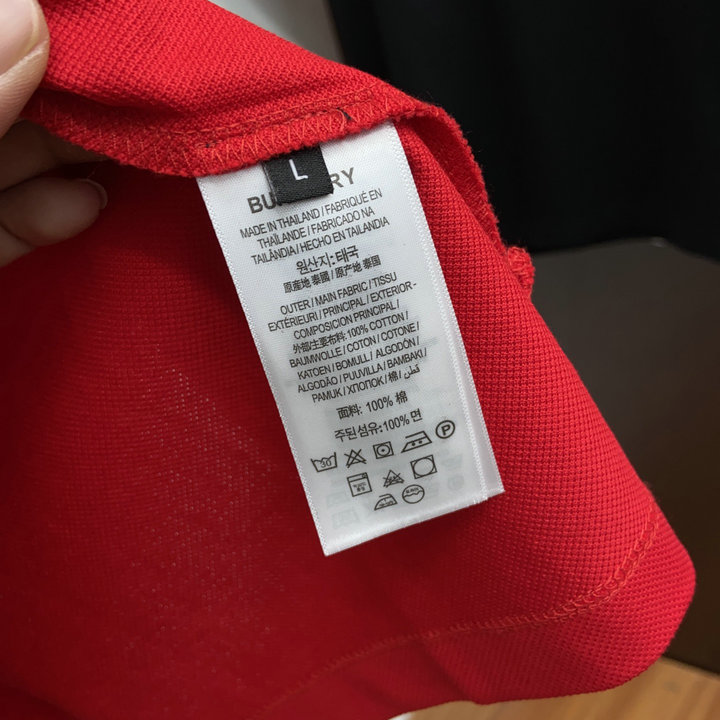 L
BU RY
MADE IN THAILAND / FABRIQUÉ EN
THAÏLANDE / FABRICADO NA
TAILÂNDIA / HECHO EN TAILANDIA
원산지: 태국
原産地 泰國 / 原产地 泰国
OUTER / MAIN FABRIC / TISSU
EXTÉRIEUR / PRINCIPAL / EXTERIOR -
COMPOSICION PRINCIPAL /
外部/主要布料: 100% COTTON /
BAUMWOLLE / COTON / COTONE /
KATOEN / BOMULL / ALGODÓN /
ALGODÃO / PUUVILLA / BAMBAKI /
PAMUK / ХЛОПОК / 棉 / قطن
面料: 100% 棉
주된섬유:100% 면
30
P